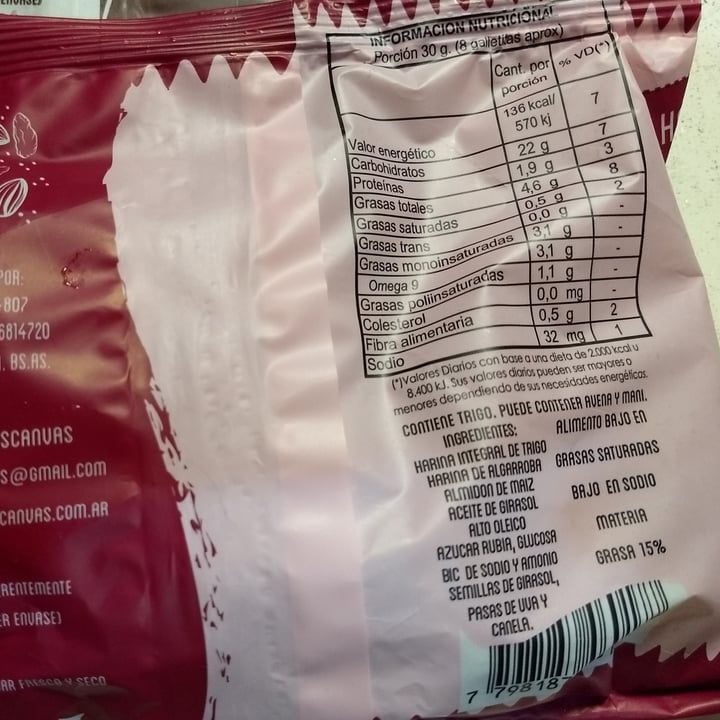 INFORMACIÓN NUTRICIONAL
Porción 30 g. (8 galletitas aprox)
Cant. por porción % VD(*)
Valor energético 136 kcal/ 570 kj 7
Carbohidratos 22 g 7
Proteínas 1,9 g 3
Grasas totales 4,6 g 8
Grasas saturadas 0,5 g 2
Grasas trans 0,0 g -
Grasas monoinsaturadas 3,1 g -
Omega 9 3,1 g -
Grasas poliinsaturadas 1,1 g -
Colesterol 0,0 mg -
Fibra alimentaria 0,5 g 2
Sodio 32 mg 1
(*)Valores Diarios con base a una dieta de 2.000 kcal u
8.400 kJ. Sus valores diarios pueden ser mayores o
menores dependiendo de sus necesidades energéticas.
CONTIENE TRIGO. PUEDE CONTENER AVENA Y MANI.
INGREDIENTES:
HARINA INTEGRAL DE TRIGO
HARINA DE ALGARROBA
ALMIDON DE MAIZ
ACEITE DE GIRASOL
ALTO OLEICO
AZUCAR RUBIA, GLUCOSA
BIC DE SODIO Y AMONIO
SEMILLAS DE GIRASOL,
PASAS DE UVA Y
CANELA.
ALIMENTO BAJO EN
GRASAS SATURADAS
BAJO EN SODIO
MATERIA
GRASA 15%
7 79818
POR:
-807
6814720
. BS.AS.
SCANVAS
S@GMAIL.COM
CANVAS.COM.AR
RENTEMENTE
ER ENVASE)
AR FRESCO Y SECO
H